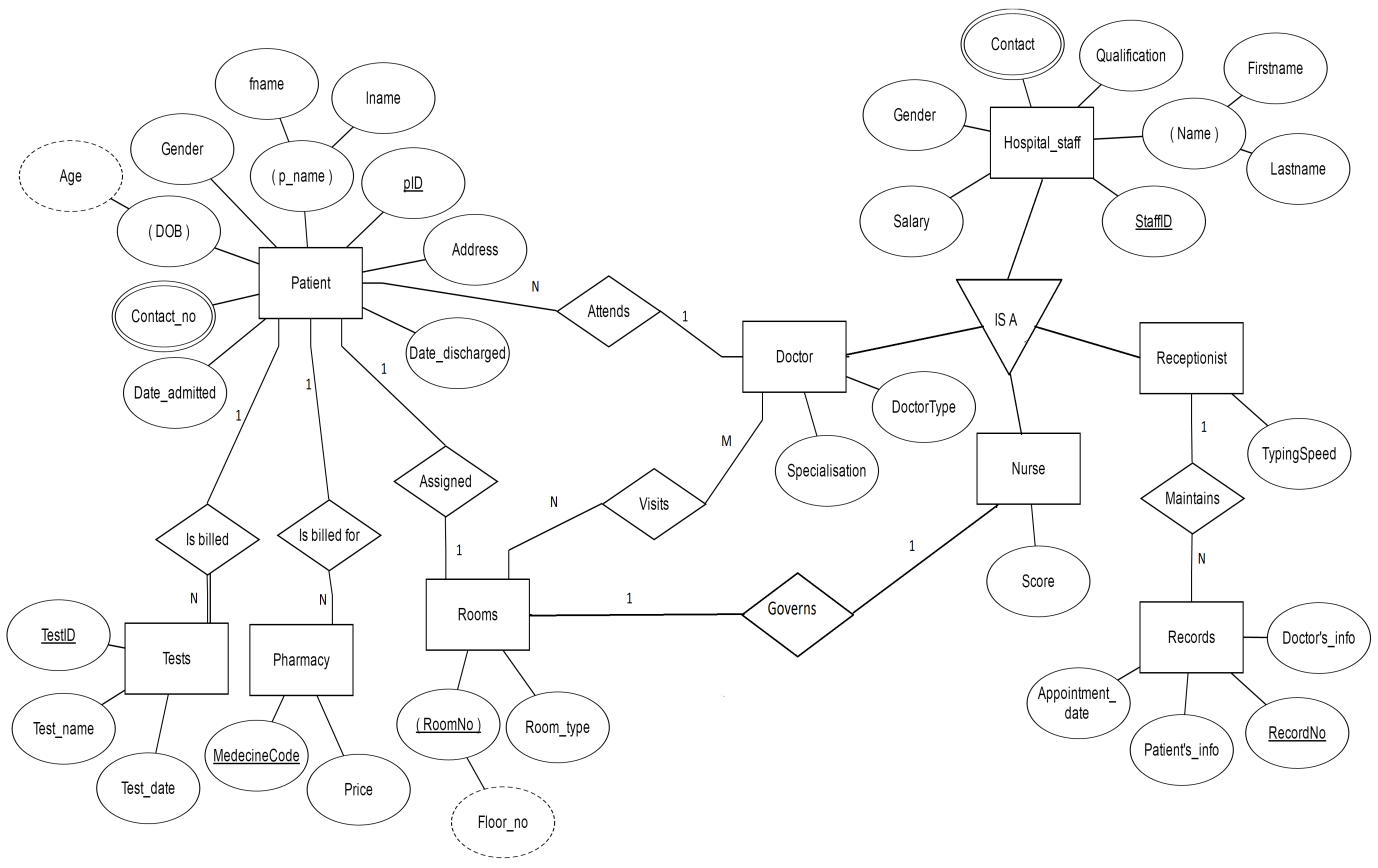 Contact
Qualification
Firstname
fname
lname
Gender
( Name )
Hospital_staff
Lastname
Gender
( p_name )
Age
pID
Salary
StaffID
( DOB )
Address
Patient
N
Attends
1
IS A
Contact_no
Date_discharged
Doctor
Receptionist
Date_admitted
1
1
1
DoctorType
M
1
TypingSpeed
Specialisation
Nurse
Assigned
Visits
N
Maintains
Is billed
Is billed for
1
1
N
Score
N
N
1
Governs
Rooms
TestID
Tests
Pharmacy
Records
Doctor's_info
Appointment_
date
Test_name
( RoomNo )
Room_type
RecordNo
MedecineCode
Patient's_info
Test_date
Price
Floor_no